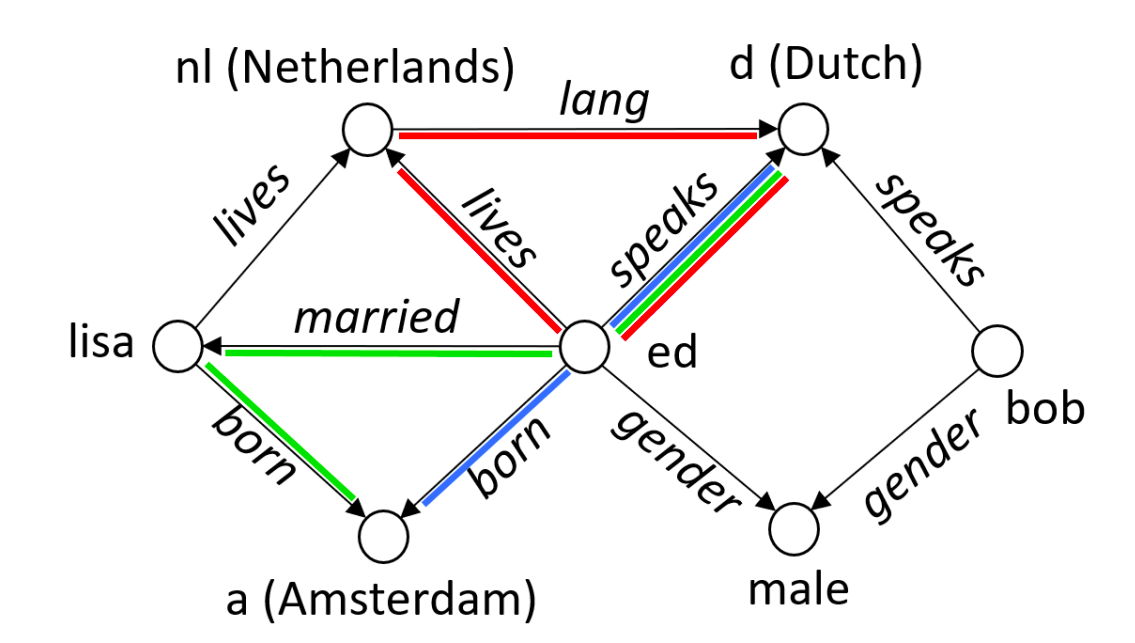 nl (Netherlands)
d (Dutch)
lang
lives
lives
speaks
speaks
married
lisa
ed
bob
born
born
gender
gender
a (Amsterdam)
male